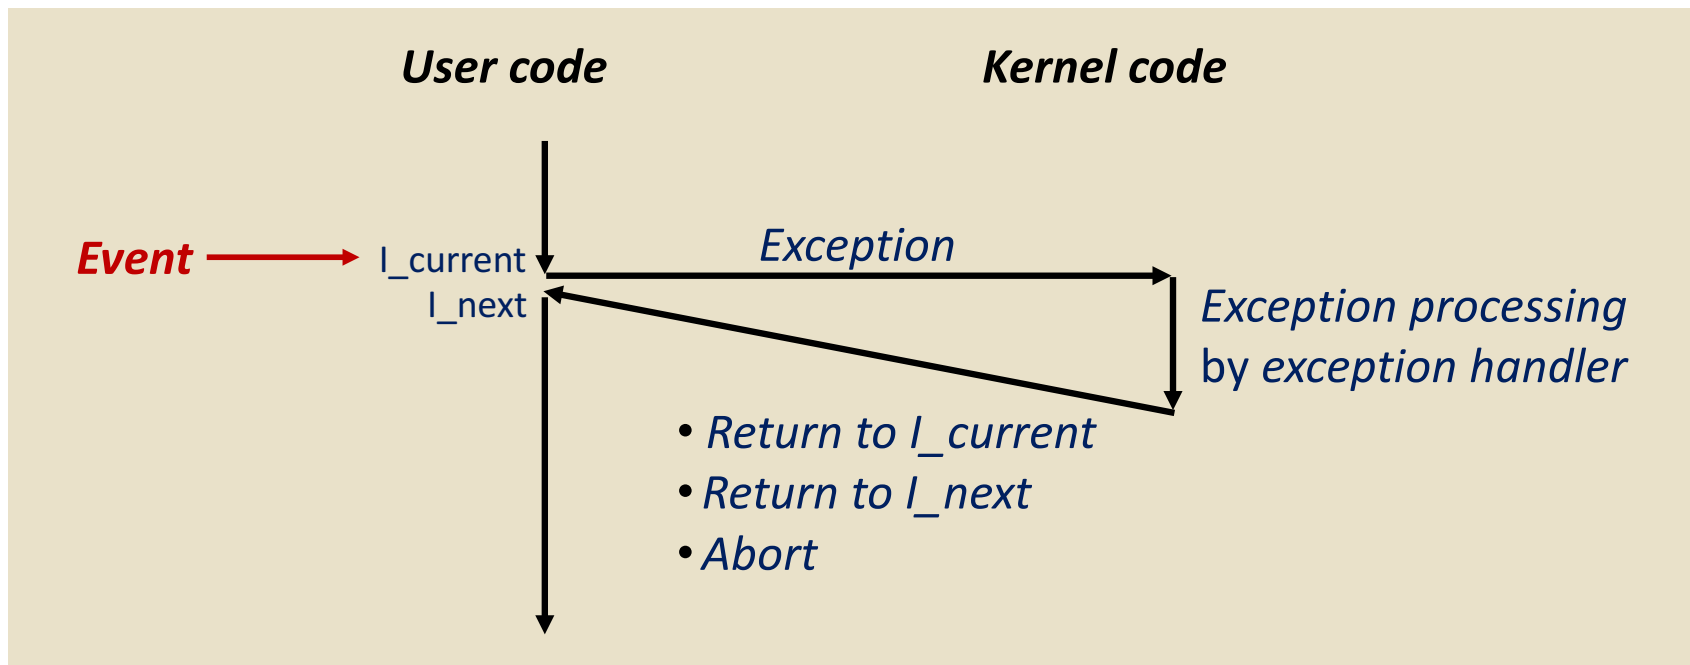 User code
Kernel code
Event
I_current
I_next
Exception
Exception processing
by exception handler
• Return to I_current
• Return to I_next
• Abort